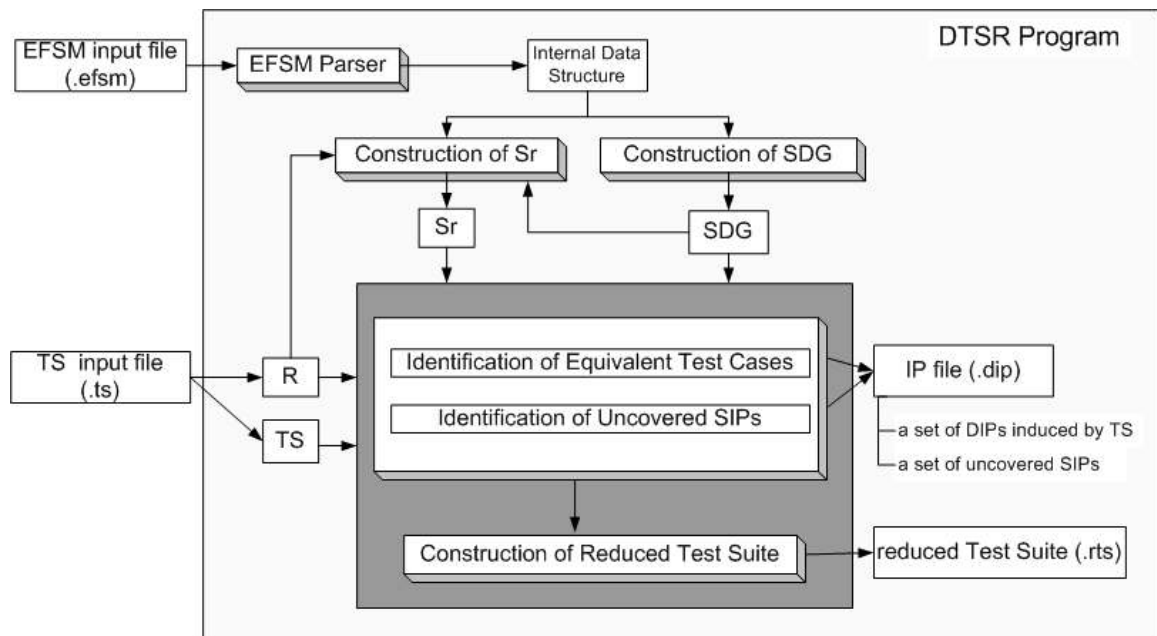 DTSR Program
EFSM input file
(.efsm)
EFSM Parser
Internal Data
Structure
Construction of Sr
Construction of SDG
Sr
SDG
TS input file
(.ts)
R
TS
Identification of Equivalent Test Cases
Identification of Uncovered SIPs
IP file (.dip)
a set of DIPs induced by TS
a set of uncovered SIPs
Construction of Reduced Test Suite
reduced Test Suite (.rts)